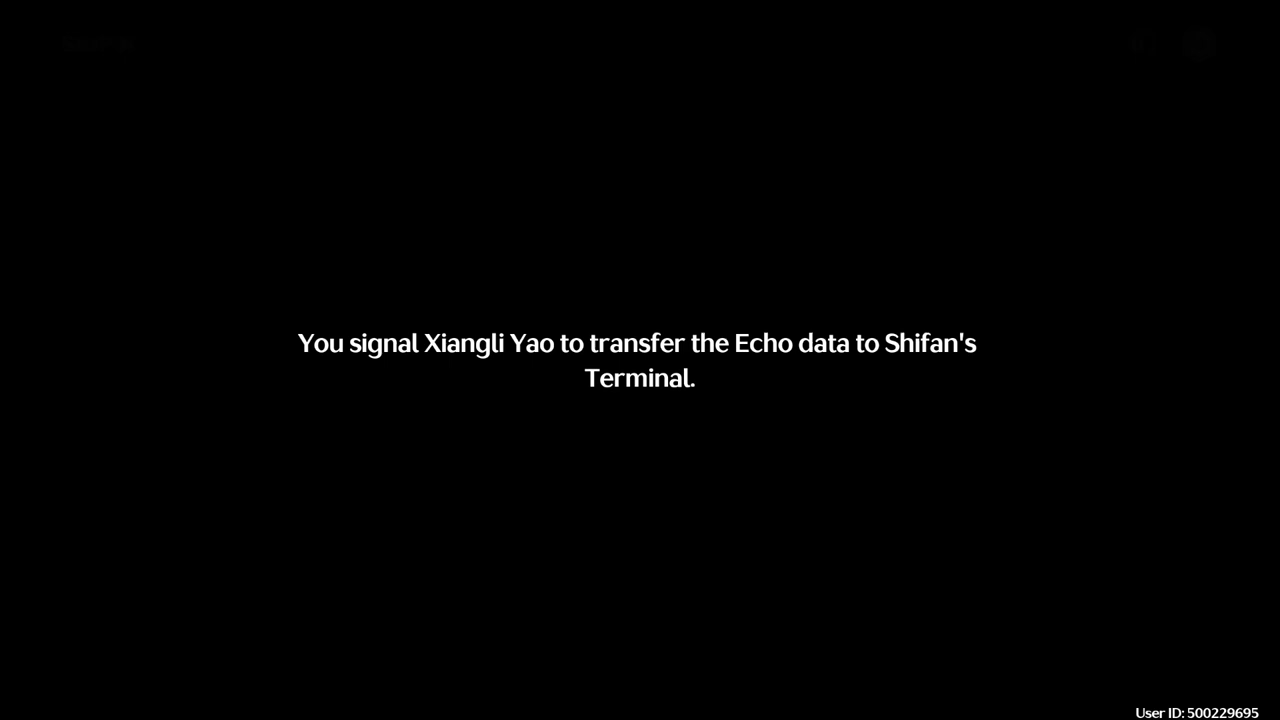 You signal Xiangli Yao to transfer the Echo data to Shifan's
Terminal.
User ID: 500229695